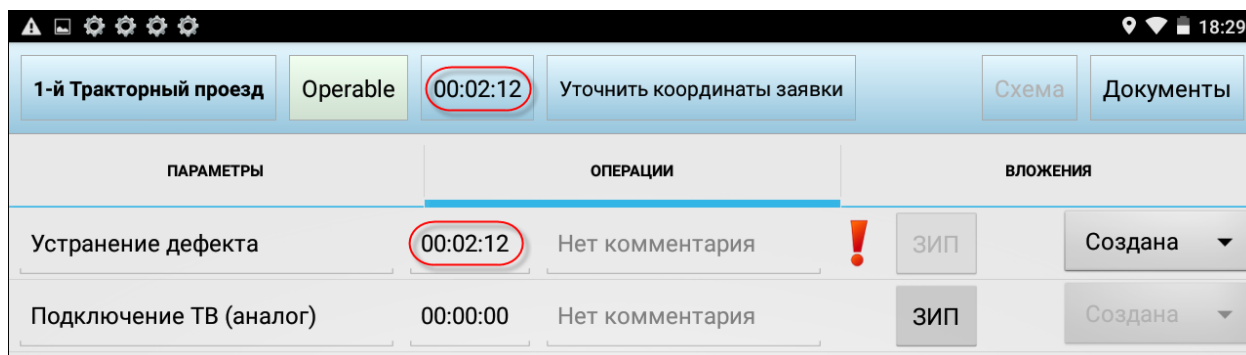 18:29
1-й Тракторный проезд Operable 00:02:12 Уточнить координаты заявки Схема Документы
ПАРАМЕТРЫ ОПЕРАЦИИ ВЛОЖЕНИЯ
Устранение дефекта 00:02:12 Нет комментария ЗИП Создана
Подключение ТВ (аналог) 00:00:00 Нет комментария ЗИП Создана